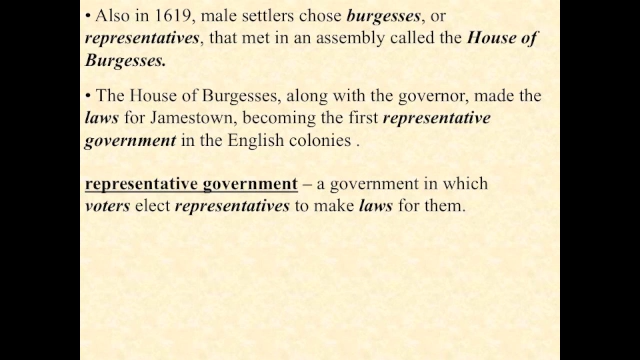 • Also in 1619, male settlers chose burgesses, or
representatives, that met in an assembly called the House of
Burgesses.
• The House of Burgesses, along with the governor, made the
laws for Jamestown, becoming the first representative
government in the English colonies .
representative government – a government in which
voters elect representatives to make laws for them.